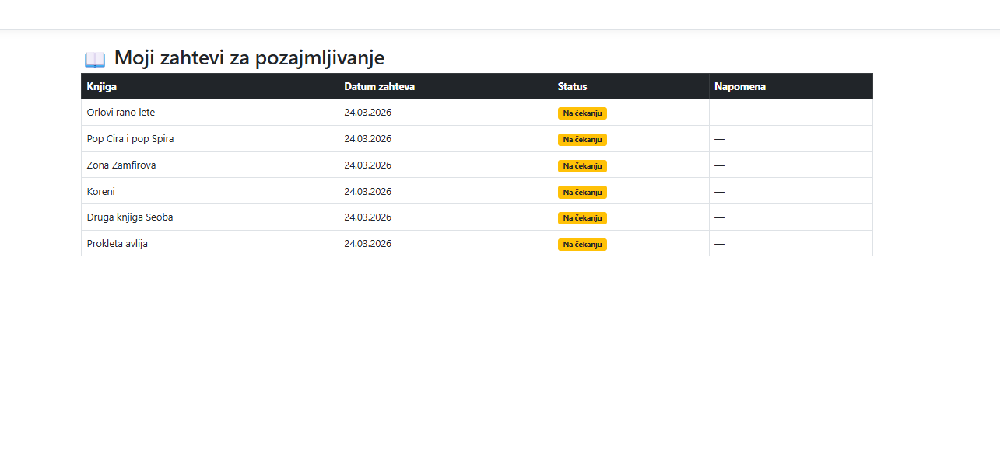 📖 Moji zahtevi za pozajmljivanje
Knjiga Datum zahteva Status Napomena
Orlovi rano lete 24.03.2026 Na čekanju —
Pop Cira i pop Spira 24.03.2026 Na čekanju —
Zona Zamfirova 24.03.2026 Na čekanju —
Koreni 24.03.2026 Na čekanju —
Druga knjiga Seoba 24.03.2026 Na čekanju —
Prokleta avlija 24.03.2026 Na čekanju —